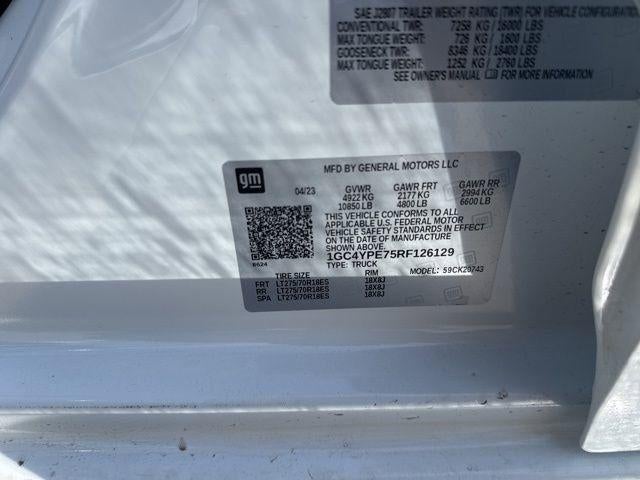 SAE J2807 TRAILER WEIGHT RATING (TWR) FOR VEHICLE CONFIGURATION
CONVENTIONAL TWR: 7258 KG / 16000 LBS
MAX TONGUE WEIGHT: 726 KG / 1600 LBS
GOOSENECK TWR: 8346 KG / 18400 LBS
MAX TONGUE WEIGHT: 1252 KG / 2760 LBS
SEE OWNER'S MANUAL FOR MORE INFORMATION
gm
MFD BY GENERAL MOTORS LLC
04/23 GVWR GAWR FRT GAWR RR
4922 KG 2177 KG 2994 KG
10850 LB 4800 LB 6600 LB
THIS VEHICLE CONFORMS TO ALL
APPLICABLE U.S. FEDERAL MOTOR
VEHICLE SAFETY STANDARDS IN EFFECT
ON THE DATE OF MANUFACTURE
SHOWN ABOVE.
1GC4YPE75RF126129
B624 TYPE: TRUCK MODEL: 59CK20743
TIRE SIZE RIM
FRT LT275/70R18ES 18X8J
RR LT275/70R18ES 18X8J
SPA LT275/70R18ES 18X8J